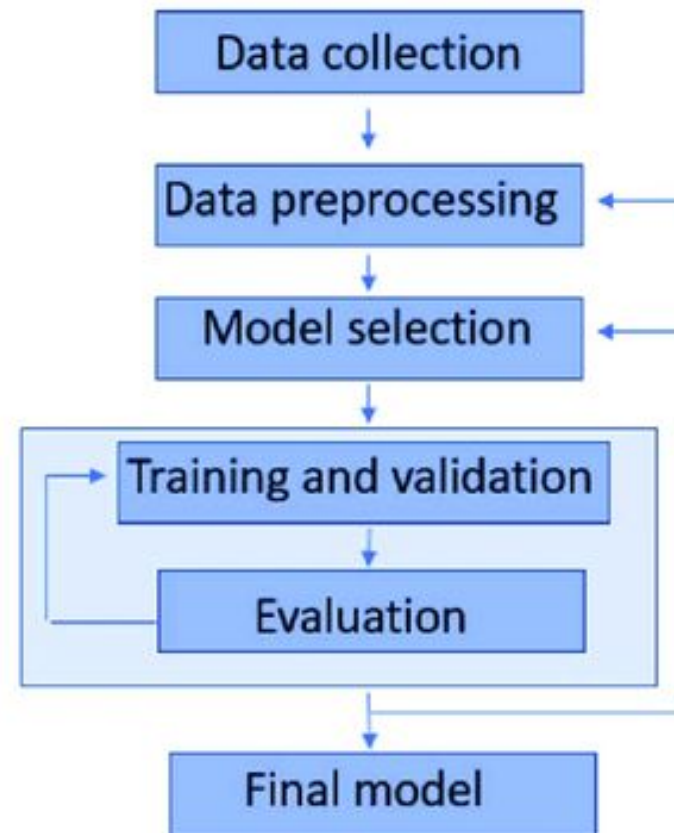 Data collection
Data preprocessing
Model selection
Training and validation
Evaluation
Final model